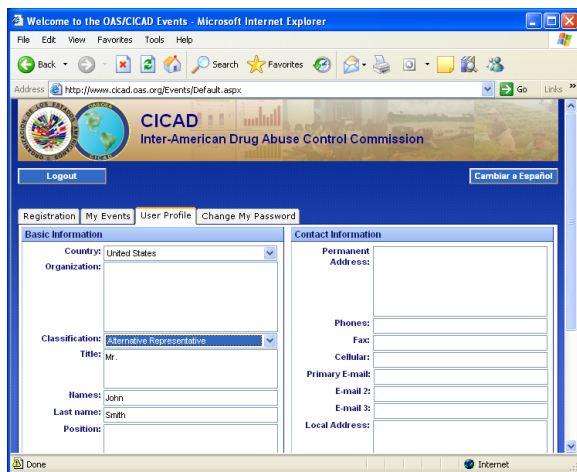 Welcome to the OAS/CICAD Events - Microsoft Internet Explorer
File Edit View Favorites Tools Help
Back Search Favorites
Address http://www.cicad.oas.org/Events/Default.aspx Go Links »
CICAD
Inter-American Drug Abuse Control Commission
Logout Cambiar a Español
Registration My Events User Profile Change My Password
Basic Information
Country: United States
Organization:
Classification: Alternative Representative
Title: Mr.
Names: John
Last name: Smith
Position:
Contact Information
Permanent
Address:
Phones:
Fax:
Cellular:
Primary E-mail:
E-mail 2:
E-mail 3:
Local Address:
Done Internet